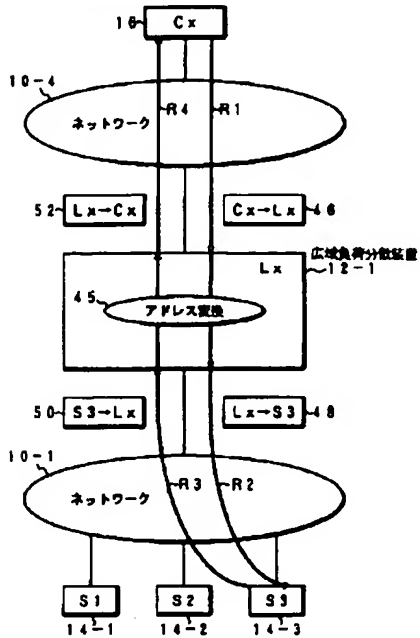 16 Cx
10-4
ネットワーク
R4 R1
52 Lx→Cx
Cx→Lx 46
広域負荷分散装置
Lx
12-1
45
アドレス変換
50 S3→Lx
Lx→S3 48
10-1
ネットワーク
R3 R2
S1 S2 S3
14-1 14-2 14-3